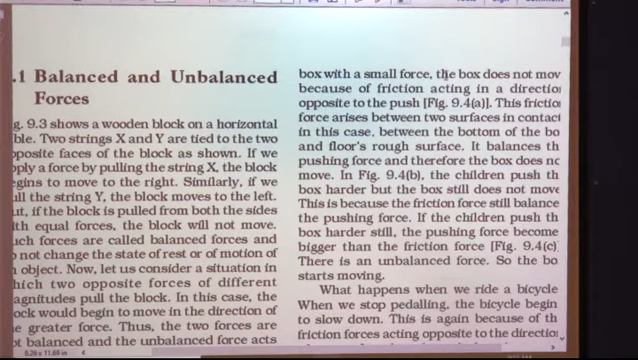 .1 Balanced and Unbalanced
Forces
g. 9.3 shows a wooden block on a horizontal
ble. Two strings X and Y are tied to the two
pposite faces of the block as shown. If we
pply a force by pulling the string X, the block
egins to move to the right. Similarly, if we
ull the string Y, the block moves to the left.
ut, if the block is pulled from both the sides
ith equal forces, the block will not move.
uch forces are called balanced forces and
o not change the state of rest or of motion of
n object. Now, let us consider a situation in
hich two opposite forces of different
agnitudes pull the block. In this case, the
ock would begin to move in the direction of
e greater force. Thus, the two forces are
ot balanced and the unbalanced force acts
box with a small force, the box does not mov
because of friction acting in a direction
opposite to the push [Fig. 9.4(a)]. This friction
force arises between two surfaces in contact
in this case, between the bottom of the bo
and floor's rough surface. It balances th
pushing force and therefore the box does no
move. In Fig. 9.4(b), the children push th
box harder but the box still does not move
This is because the friction force still balance
the pushing force. If the children push th
box harder still, the pushing force become
bigger than the friction force [Fig. 9.4(c)
There is an unbalanced force. So the bo
starts moving.
What happens when we ride a bicycle
When we stop pedalling, the bicycle begin
to slow down. This is again because of th
friction forces acting opposite to the direction
8.26 x 11.69 in